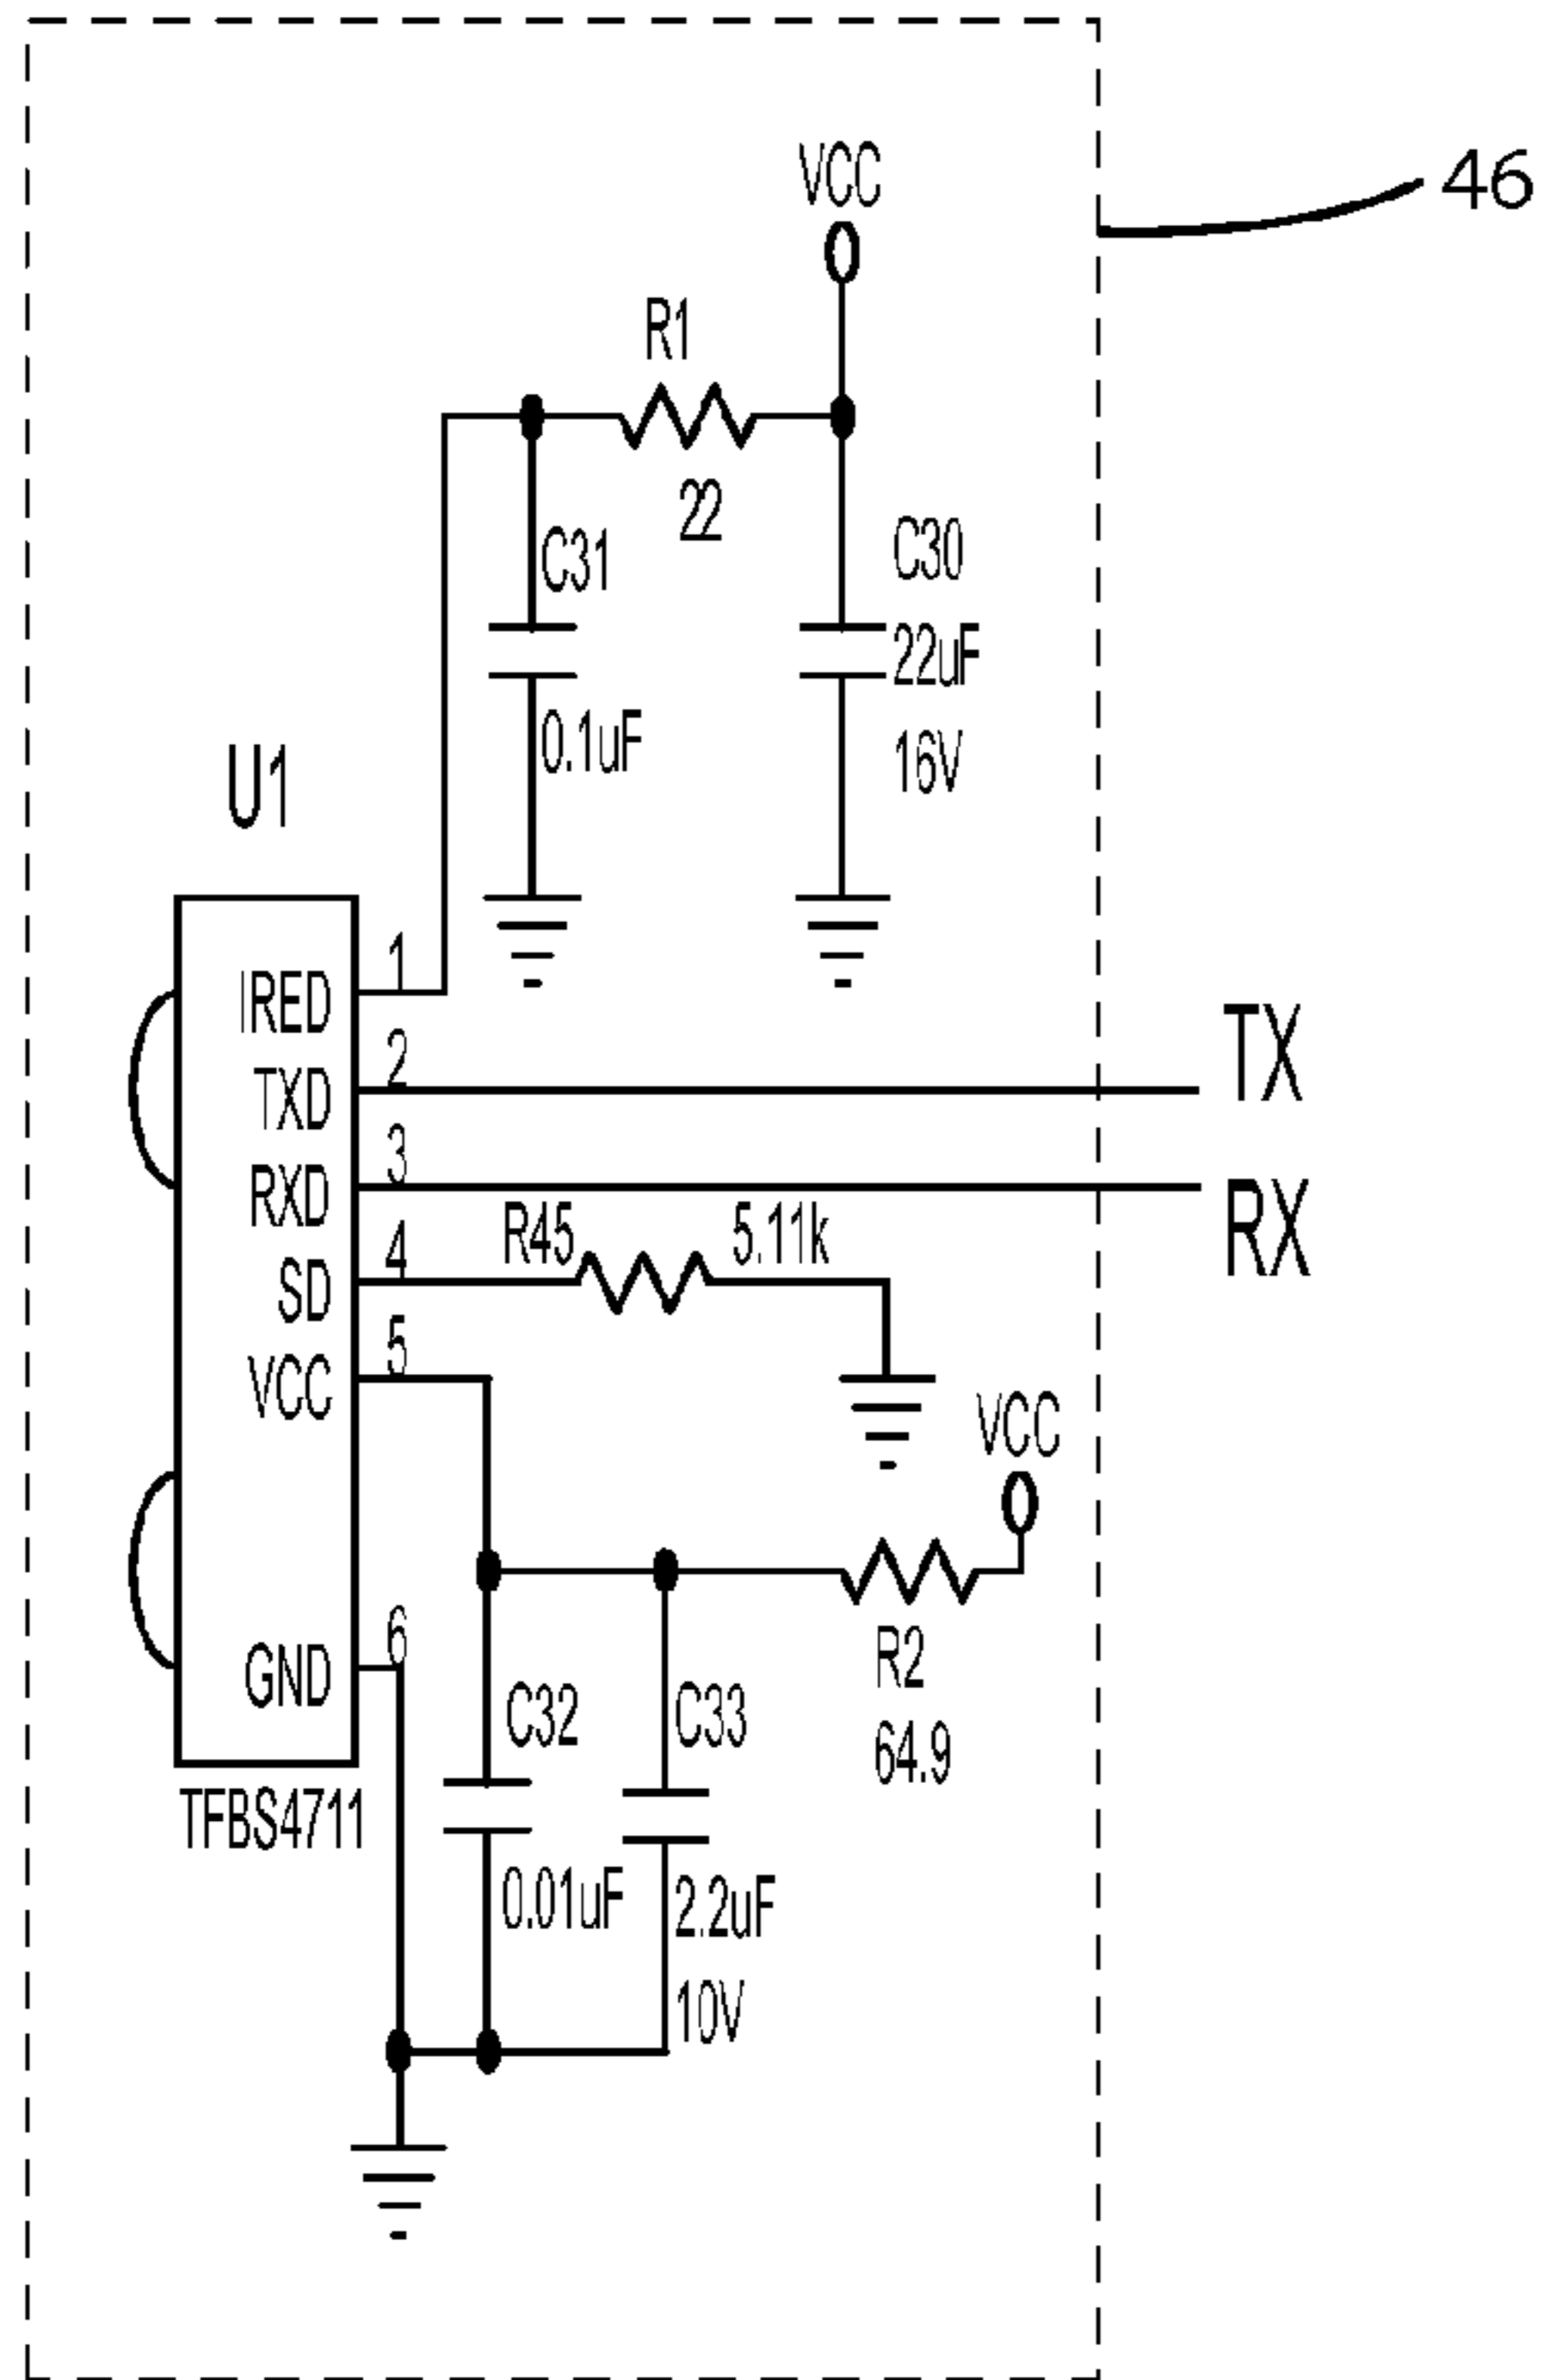 46
VCC
R1
22
C31
0.1uF
C30
22uF
16V
U1
IRED
1
TXD
2
TX
RXD
3
RX
SD
4
R45
5.11k
VCC
5
VCC
GND
6
R2
64.9
C32
0.01uF
C33
2.2uF
10V
TFBS4711